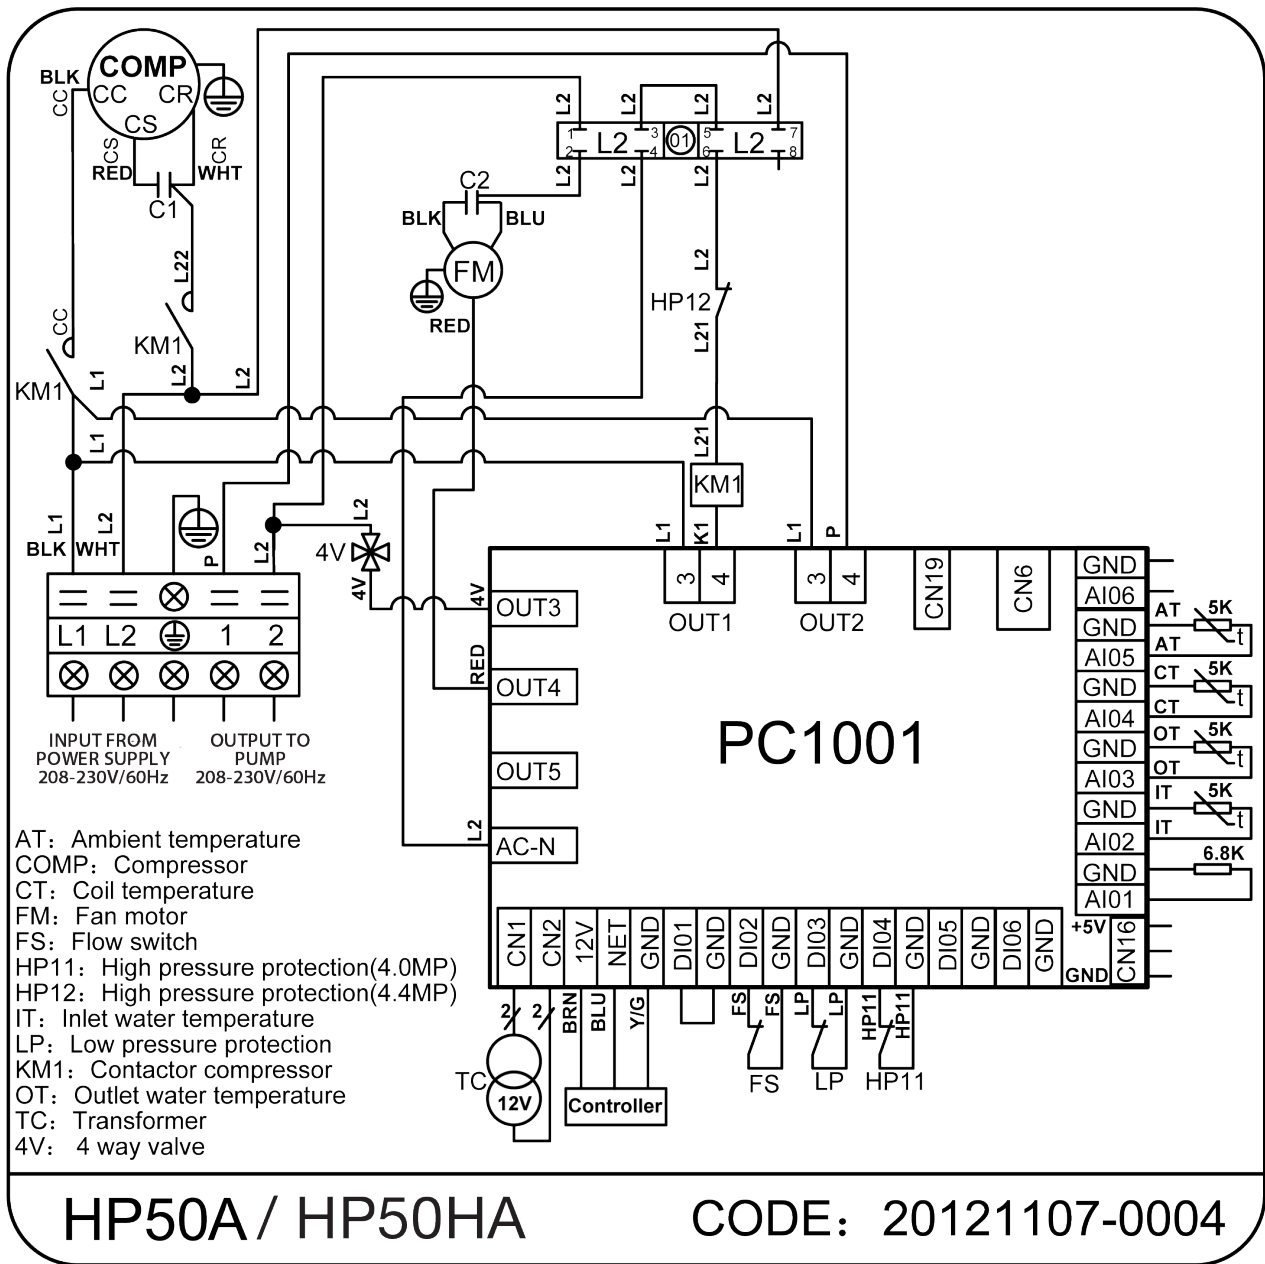 COMP
CC
CR
CS
BLK
CC
CS
CR
RED
WHT
C1
L22
CC
KM1
KM1
L1
L2
L2
L1
L2
L2
L2
L2
1
2
L2
3
4
01
5
6
L2
7
8
L2
L2
L2
C2
BLK
BLU
FM
RED
L2
HP12
L21
L21
KM1
L1
K1
L1
P
L1
L2
BLK
WHT
P
L2
L2
4V
4V
4V
RED
L2
L1
L2
1
2
INPUT FROM
POWER SUPPLY
208-230V/60Hz
OUTPUT TO
PUMP
208-230V/60Hz
OUT3
OUT4
OUT5
AC-N
3
4
OUT1
3
4
OUT2
CN19
CN6
PC1001
GND
AI06
GND
AI05
GND
AI04
GND
AI03
GND
AI02
GND
AI01
CN16
+5V
GND
AT
5K
t
AT
CT
5K
t
CT
OT
5K
t
OT
IT
5K
t
IT
6.8K
CN1
CN2
12V
NET
GND
DI01
GND
DI02
GND
DI03
GND
DI04
GND
DI05
GND
DI06
GND
2
2
BRN
BLU
Y/G
FS
FS
LP
LP
HP11
HP11
TC
12V
Controller
FS
LP
HP11
AT: Ambient temperature
COMP: Compressor
CT: Coil temperature
FM: Fan motor
FS: Flow switch
HP11: High pressure protection(4.0MP)
HP12: High pressure protection(4.4MP)
IT: Inlet water temperature
LP: Low pressure protection
KM1: Contactor compressor
OT: Outlet water temperature
TC: Transformer
4V: 4 way valve
HP50A / HP50HA
CODE: 20121107-0004